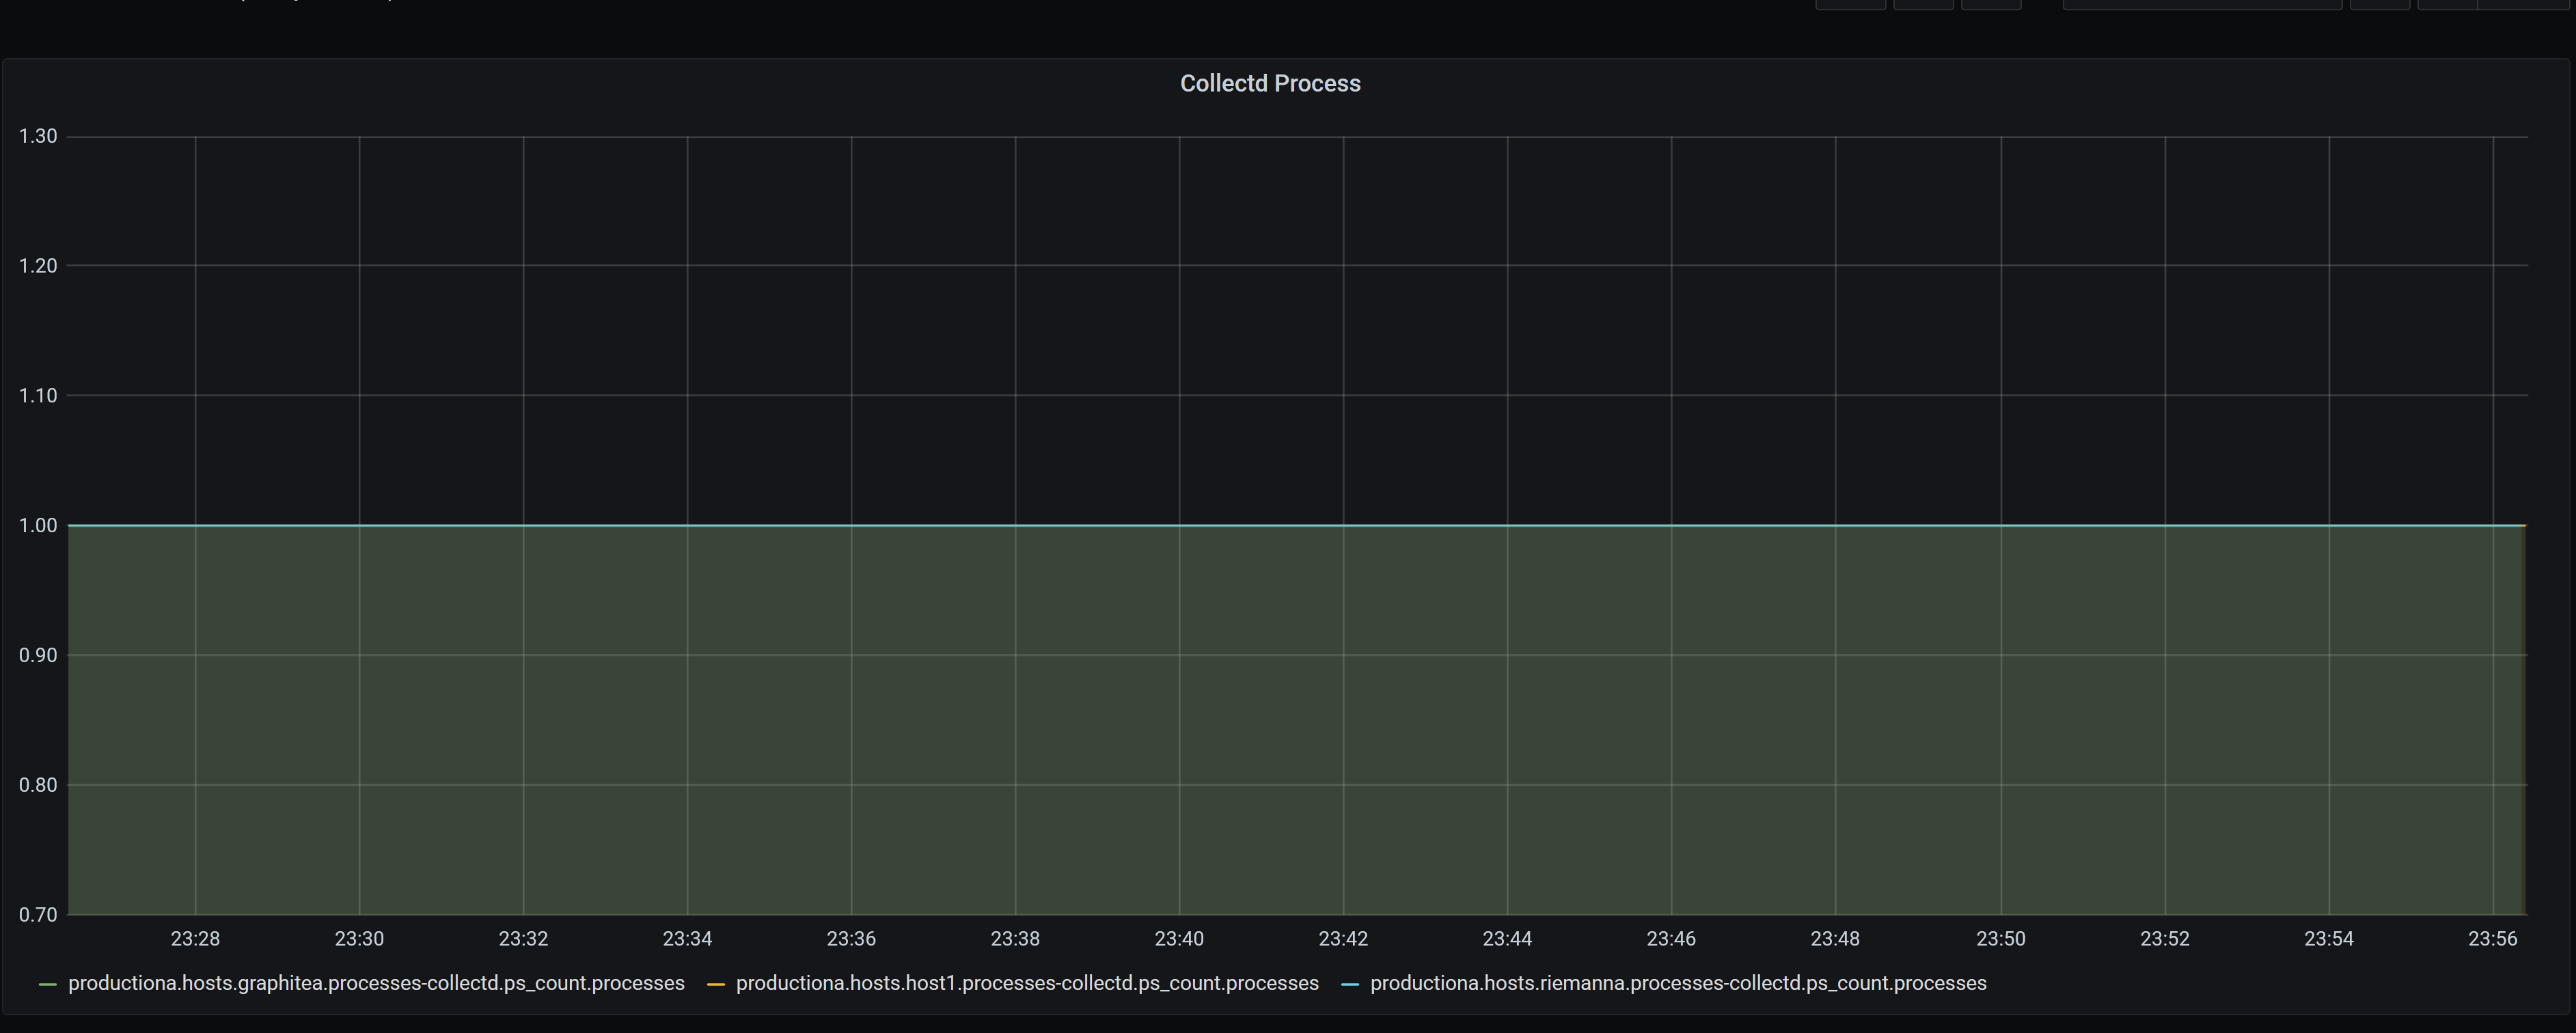 Collectd Process
1.30
1.20
1.10
1.00
0.90
0.80
0.70
23:28 23:30 23:32 23:34 23:36 23:38 23:40 23:42 23:44 23:46 23:48 23:50 23:52 23:54 23:56
productiona.hosts.graphitea.processes-collectd.ps_count.processes productiona.hosts.host1.processes-collectd.ps_count.processes productiona.hosts.riemanna.processes-collectd.ps_count.processes